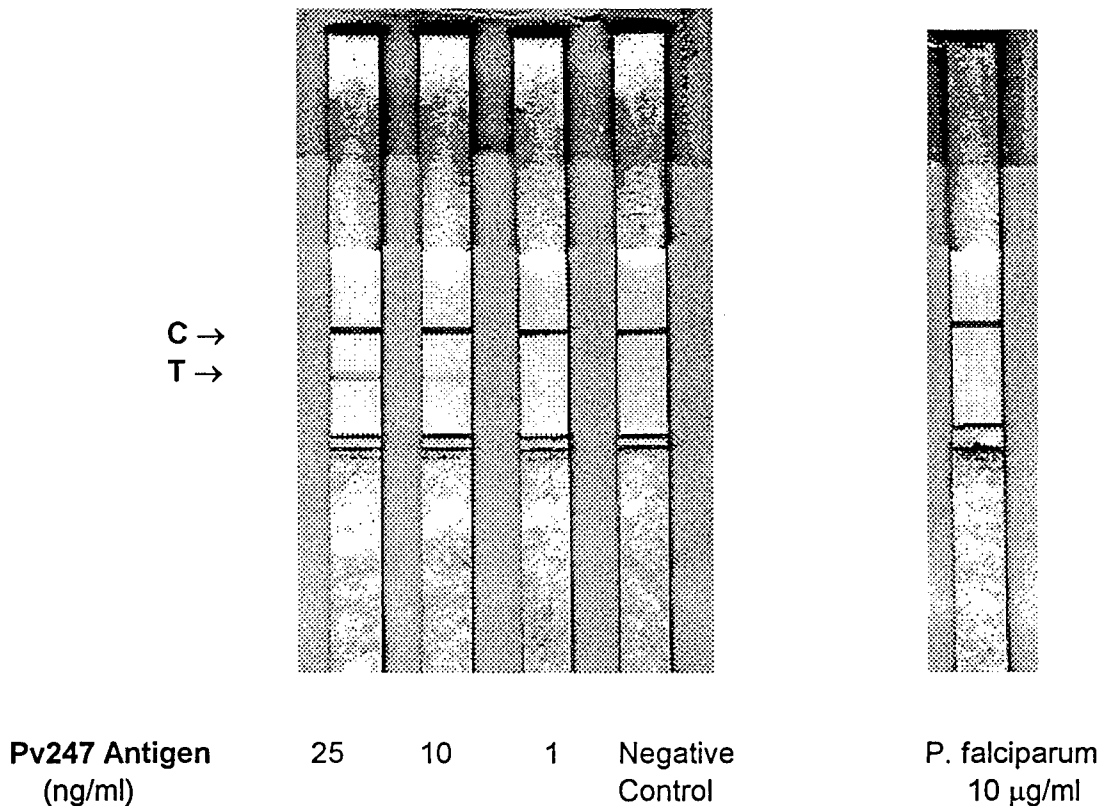 C →
T →
Pv247 Antigen 25 10 1 Negative P. falciparum
(ng/ml) Control 10 µg/ml